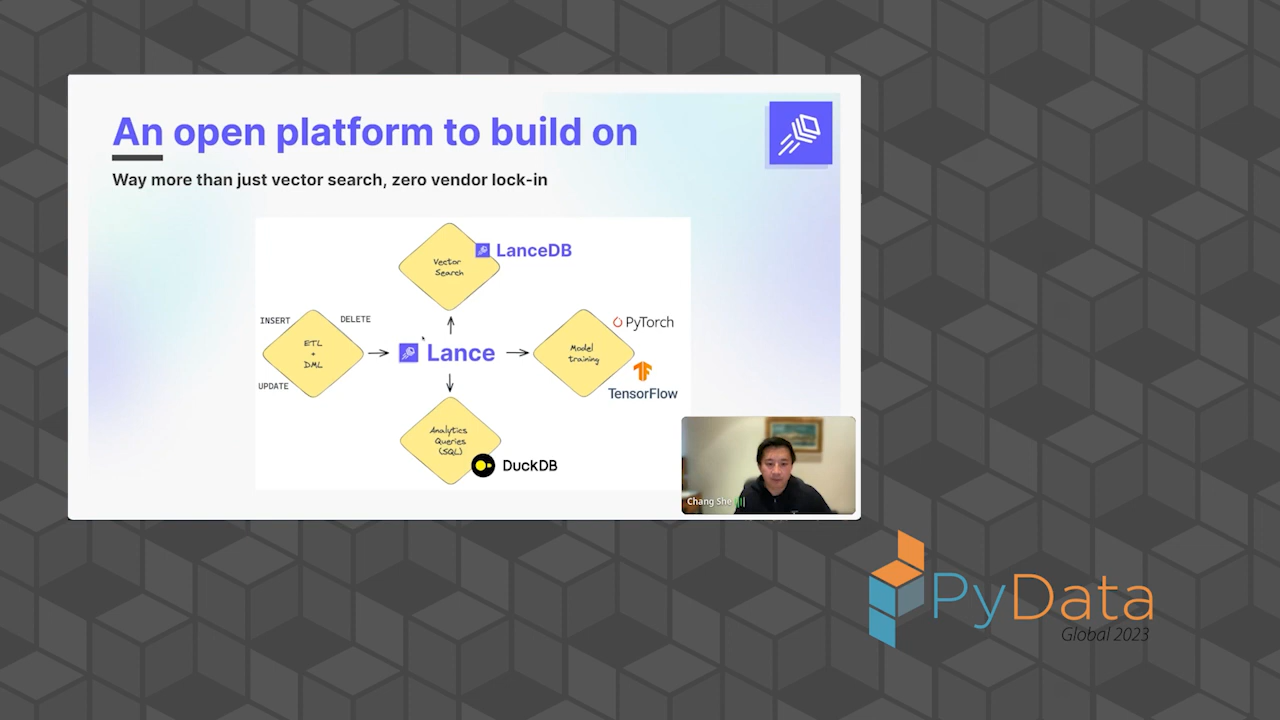 An open platform to build on
Way more than just vector search, zero vendor lock-in
Vector
Search
LanceDB
INSERT
DELETE
ETL
+
DML
UPDATE
Lance
Model
training
PyTorch
TensorFlow
Analytics
Queries
(SQL)
DuckDB
Chang She
PyData
Global 2023